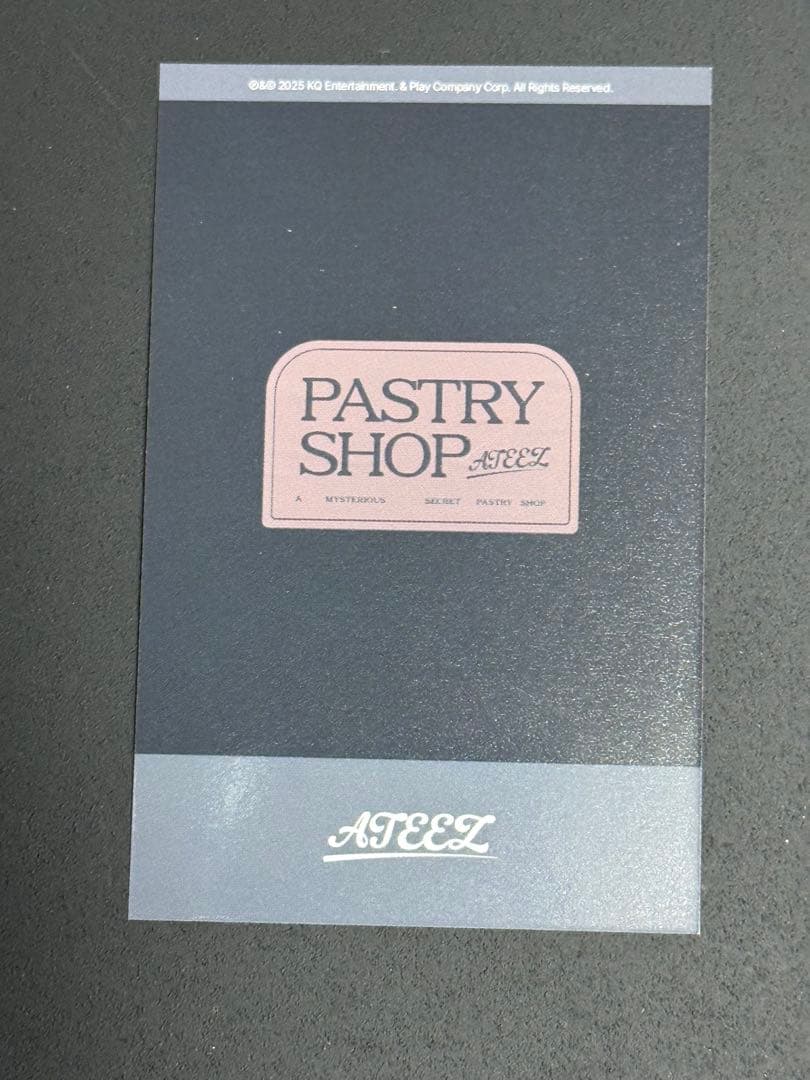 ℗&© 2025 KQ Entertainment. & Play Company Corp. All Rights Reserved.
PASTRY
SHOP ATEEZ
A MYSTERIOUS SECRET PASTRY SHOP
ATEEZ